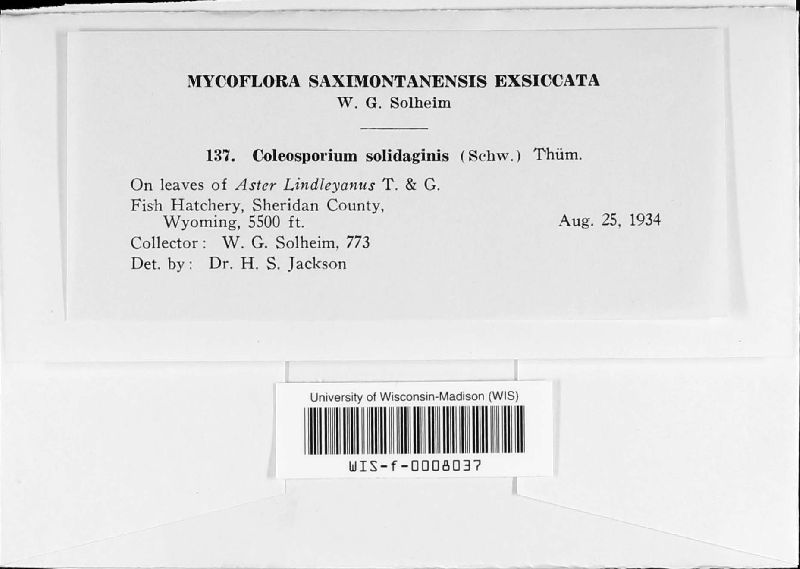 MYCOFLORA SAXIMONTANENSIS EXSICCATA
W. G. Solheim
137. Coleosporium solidaginis (Schw.) Thüm.
On leaves of Aster Lindleyanus T. & G.
Fish Hatchery, Sheridan County,
Wyoming, 5500 ft. Aug. 25, 1934
Collector: W. G. Solheim, 773
Det. by: Dr. H. S. Jackson
University of Wisconsin-Madison (WIS)
WIS-f-0008037